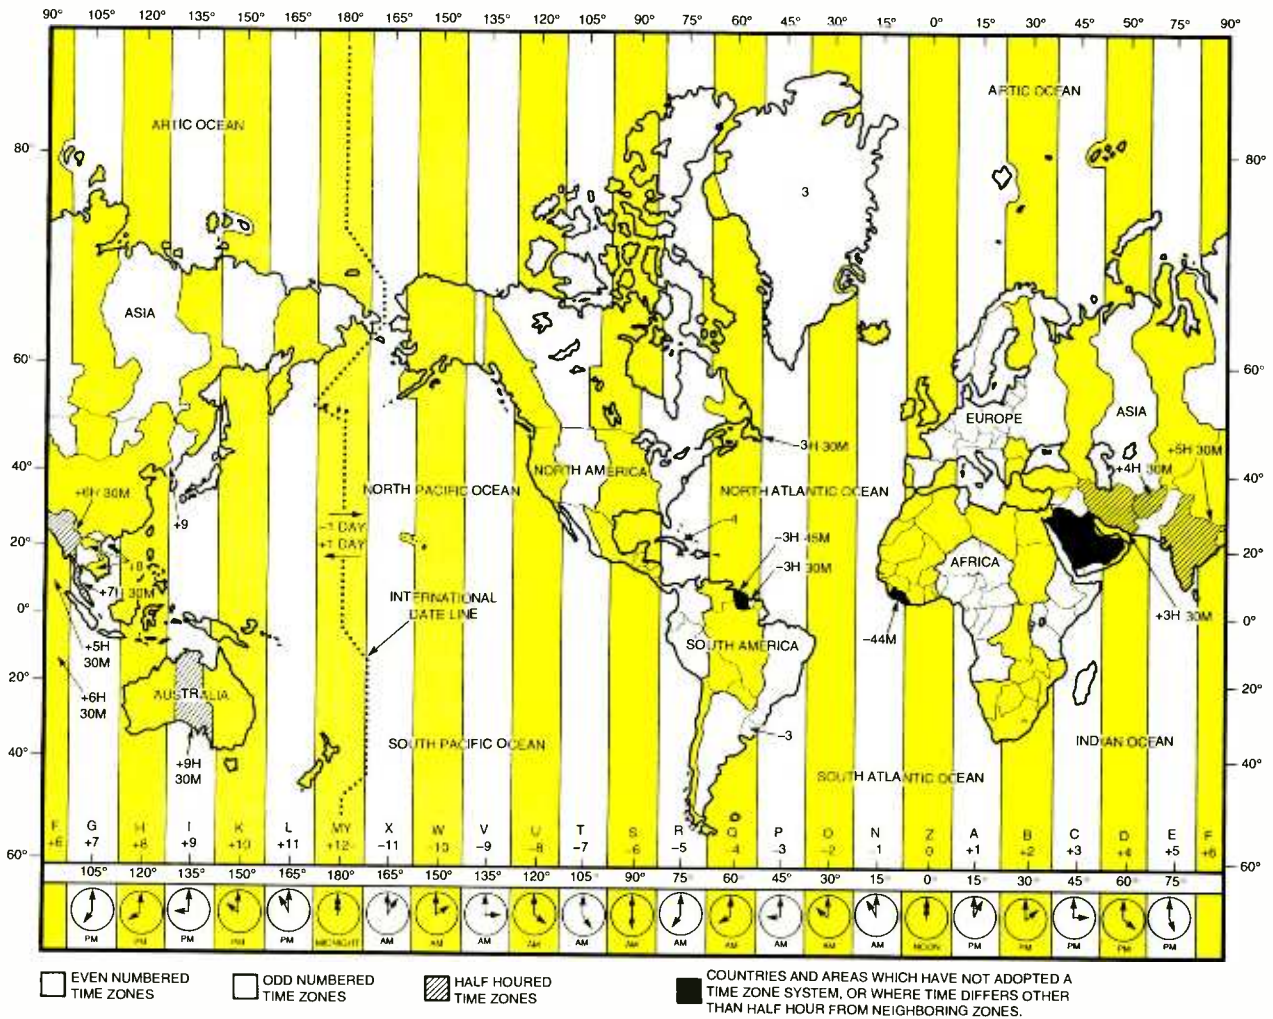 90° 105° 120° 135° 150° 165° 180° 165° 150° 135° 120° 105° 90° 75° 60° 45° 30° 15° 0° 15° 30° 45° 60° 75° 90°
ARTIC OCEAN
ARTIC OCEAN
80°
80°
3
ASIA
60°
60°
EUROPE
ASIA
-3H 30M
+5H 30M
40°
+4H 30M
40°
NORTH AMERICA
+6H 30M
NORTH PACIFIC OCEAN
NORTH ATLANTIC OCEAN
+9
-1 DAY
+1 DAY
-3H 45M
20°
20°
+8
AFRICA
-3H 30M
+7H 30M
INTERNATIONAL
DATE LINE
0°
0°
+3H 30M
-44M
+5H
30M
SOUTH AMERICA
20°
20°
+6H
30M
AUSTRALIA
-3
INDIAN OCEAN
SOUTH PACIFIC OCEAN
40°
+9H
30M
40°
SOUTH ATLANTIC OCEAN
F G H I K L MY X W V U T S R Q P O N Z A B C D E F
+6 +7 +8 +9 +10 +11 +12- -11 -10 -9 -8 -7 -6 -5 -4 -3 -2 -1 0 +1 +2 +3 +4 +5 +6
60°
60°
105° 120° 135° 150° 165° 180° 165° 150° 135° 120° 105° 90° 75° 60° 45° 30° 15° 0° 15° 30° 45° 60° 75°
PM PM PM PM PM MIDNIGHT AM AM AM AM AM AM AM AM AM AM AM NOON PM PM PM PM PM
EVEN NUMBERED
TIME ZONES
ODD NUMBERED
TIME ZONES
HALF HOURED
TIME ZONES
COUNTRIES AND AREAS WHICH HAVE NOT ADOPTED A
TIME ZONE SYSTEM, OR WHERE TIME DIFFERS OTHER
THAN HALF HOUR FROM NEIGHBORING ZONES.